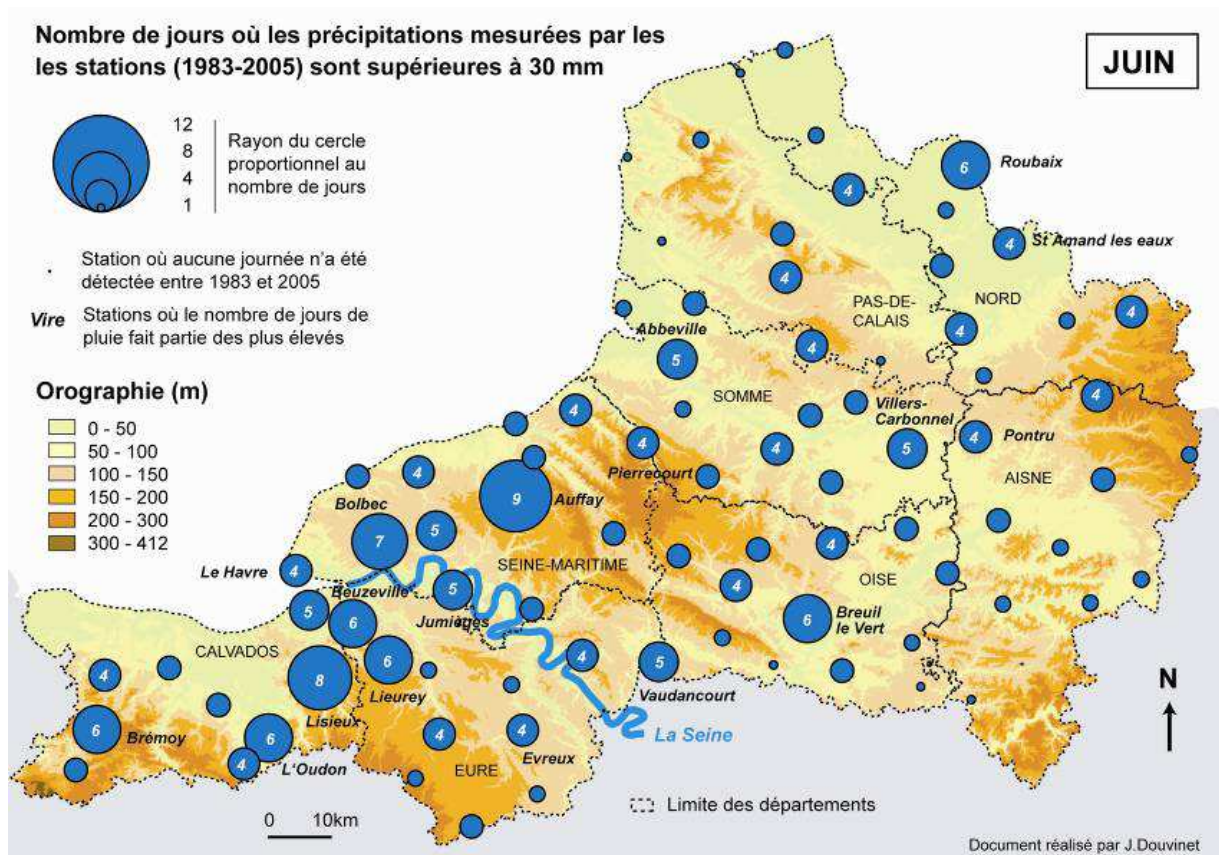 Nombre de jours où les précipitations mesurées par les
les stations (1983-2005) sont supérieures à 30 mm
JUIN
12
8
4
1
Rayon du cercle
proportionnel au
nombre de jours
Station où aucune journée n'a été
détectée entre 1983 et 2005
Vire
Stations où le nombre de jours de
pluie fait partie des plus élevés
Orographie (m)
0 - 50
50 - 100
100 - 150
150 - 200
200 - 300
300 - 412
6
Roubaix
4
4
St Amand les eaux
4
PAS-DE-
CALAIS
NORD
4
4
Abbeville
5
4
SOMME
4
4
Villers-
Carbonnel
4
Pierrecourt
4
5
4
Pontru
AISNE
4
9
Auffay
Bolbec
7
5
SEINE-MARITIME
4
OISE
Le Havre
4
Beuzeville
5
Jumièges
4
5
6
6
Breuil
le Vert
CALVADOS
4
8
Lisieux
6
Lieurey
4
5
Vaudancourt
La Seine
6
Brémoy
6
L'Oudon
4
4
EURE
4
Evreux
N
0 10km
Limite des départements
Document réalisé par J.Douvinet